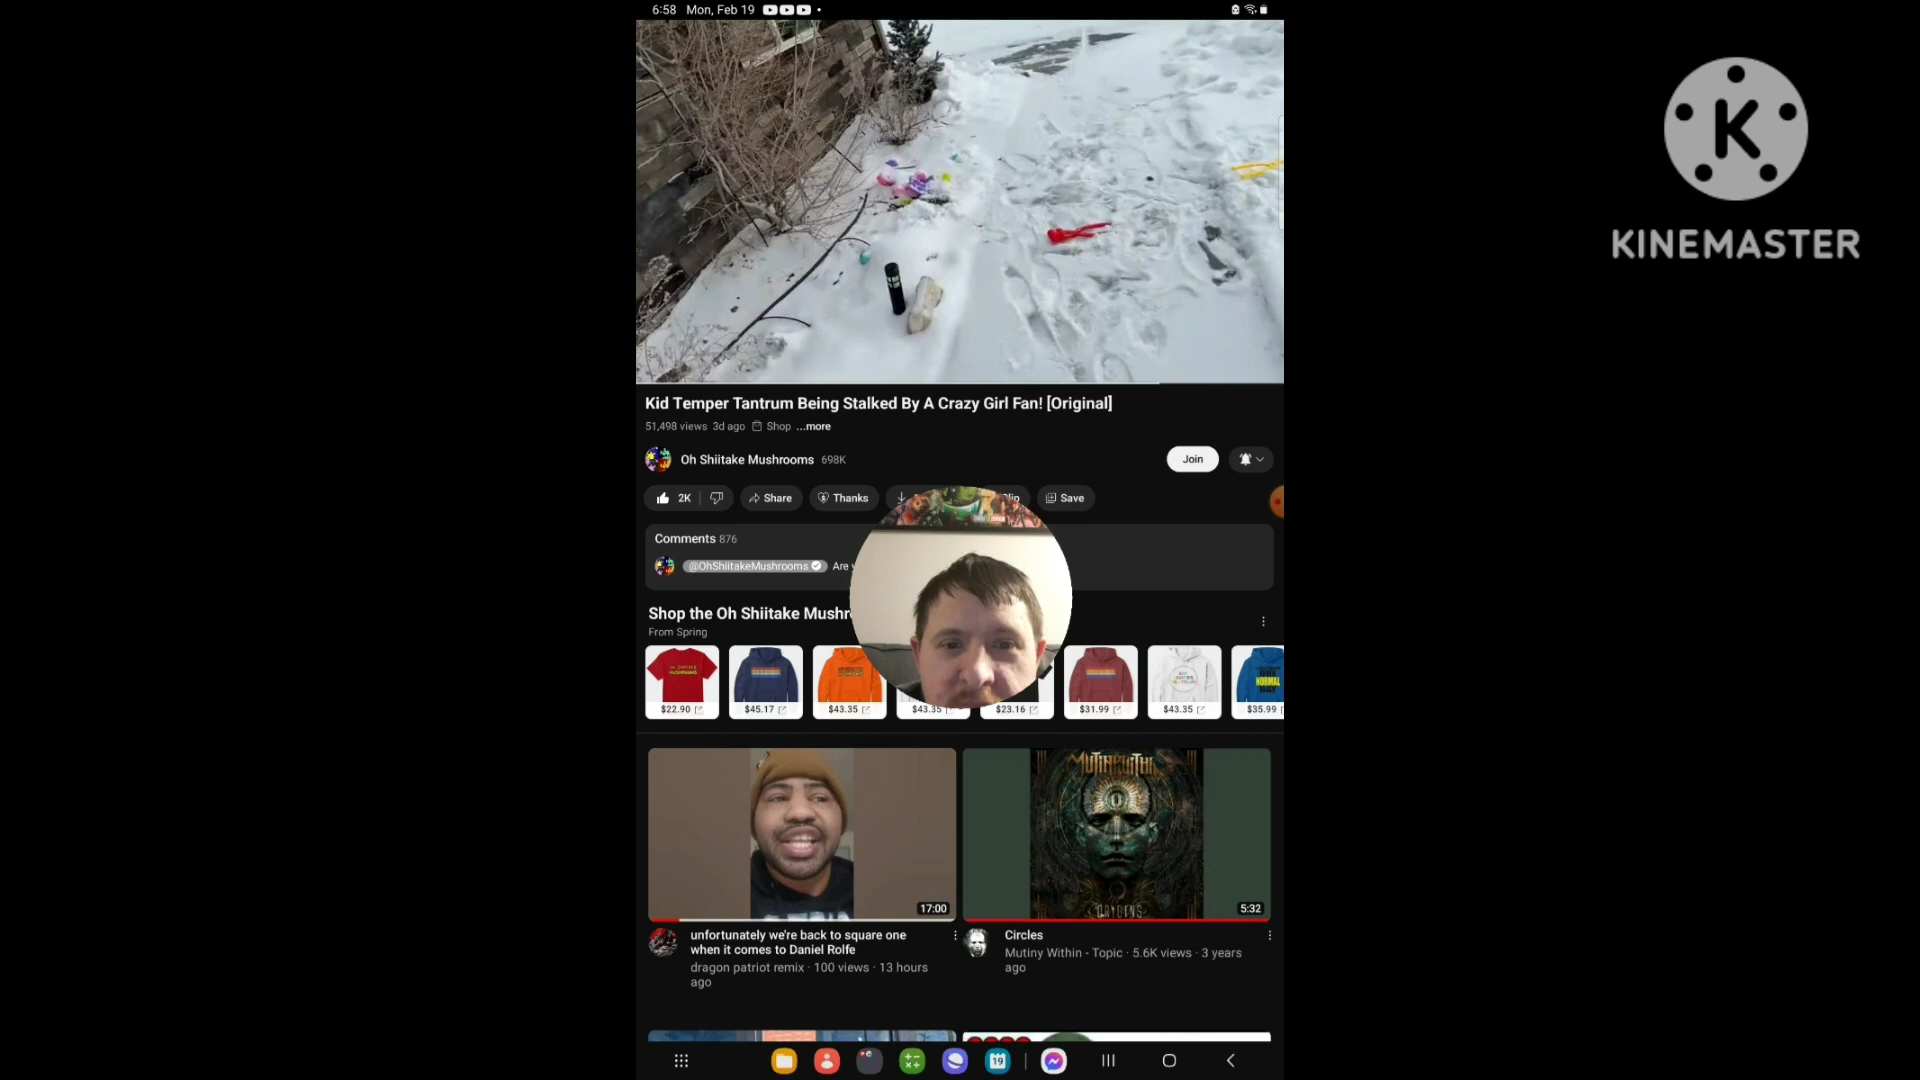 6:58 Mon, Feb 19
K
KINEMASTER
Kid Temper Tantrum Being Stalked By A Crazy Girl Fan! [Original]
51,498 views 3d ago Shop ...more
Oh Shiitake Mushrooms 698K
Join
2K Share Thanks Save
Comments 876
@OhShiitakeMushrooms Are
Shop the Oh Shiitake Mushr
From Spring
$22.90 $45.17 $43.35 $43.35 $23.16 $31.99 $43.35 $35.99
17:00
5:32
unfortunately we're back to square one
when it comes to Daniel Rolfe
dragon patriot remix · 100 views · 13 hours
ago
Circles
Mutiny Within - Topic · 5.6K views · 3 years
ago
19